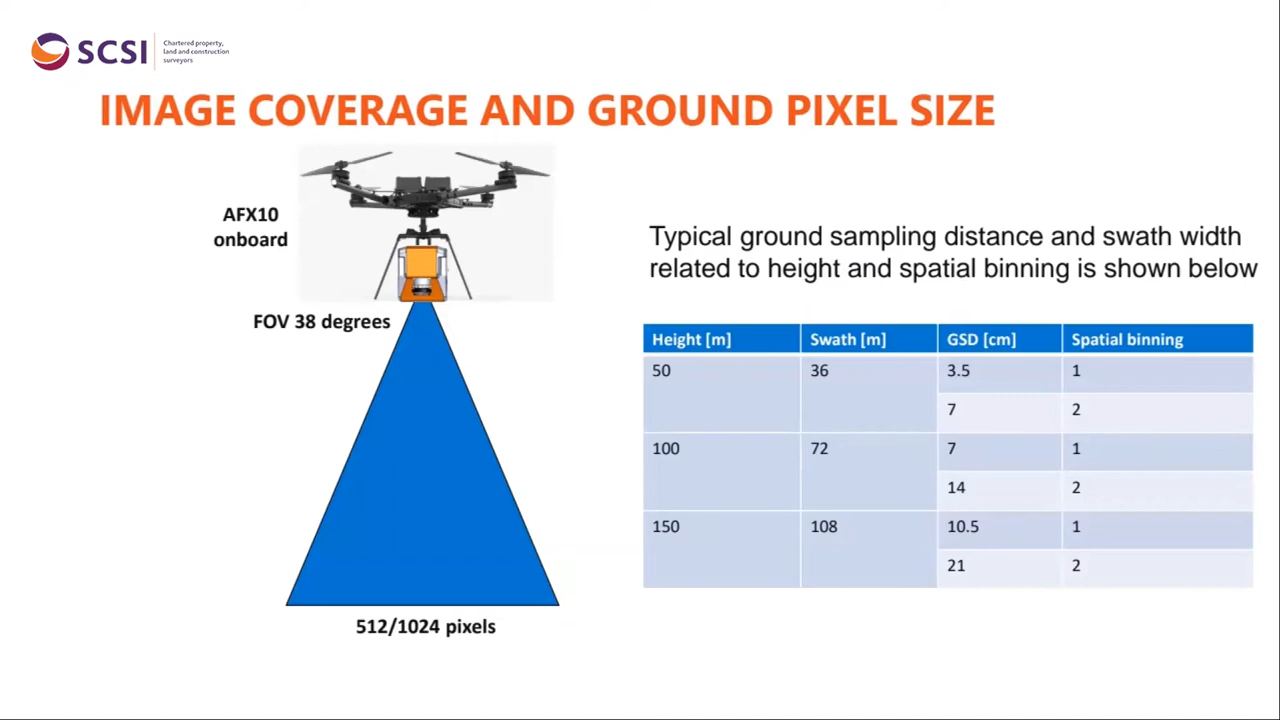 SCSI
Chartered property,
land and construction
surveyors
IMAGE COVERAGE AND GROUND PIXEL SIZE
AFX10
onboard
FOV 38 degrees
512/1024 pixels
Typical ground sampling distance and swath width
related to height and spatial binning is shown below
Height [m] Swath [m] GSD [cm] Spatial binning
50 36 3.5 1
7 2
100 72 7 1
14 2
150 108 10.5 1
21 2